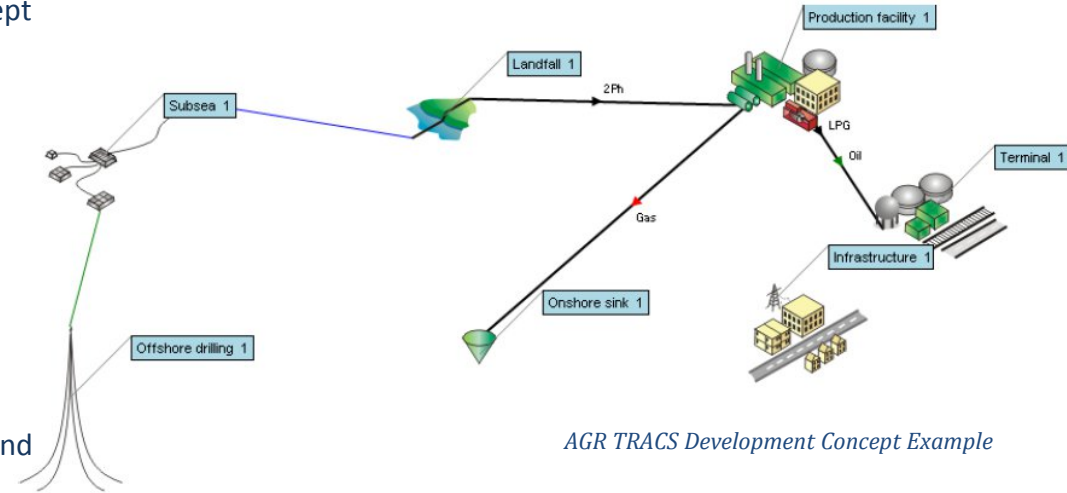 ept
Production facility 1
Landfall 1
2Ph
Subsea 1
LPG
Oil
Terminal 1
Gas
Infrastructure 1
Onshore sink 1
Offshore drilling 1
nd
AGR TRACS Development Concept Example